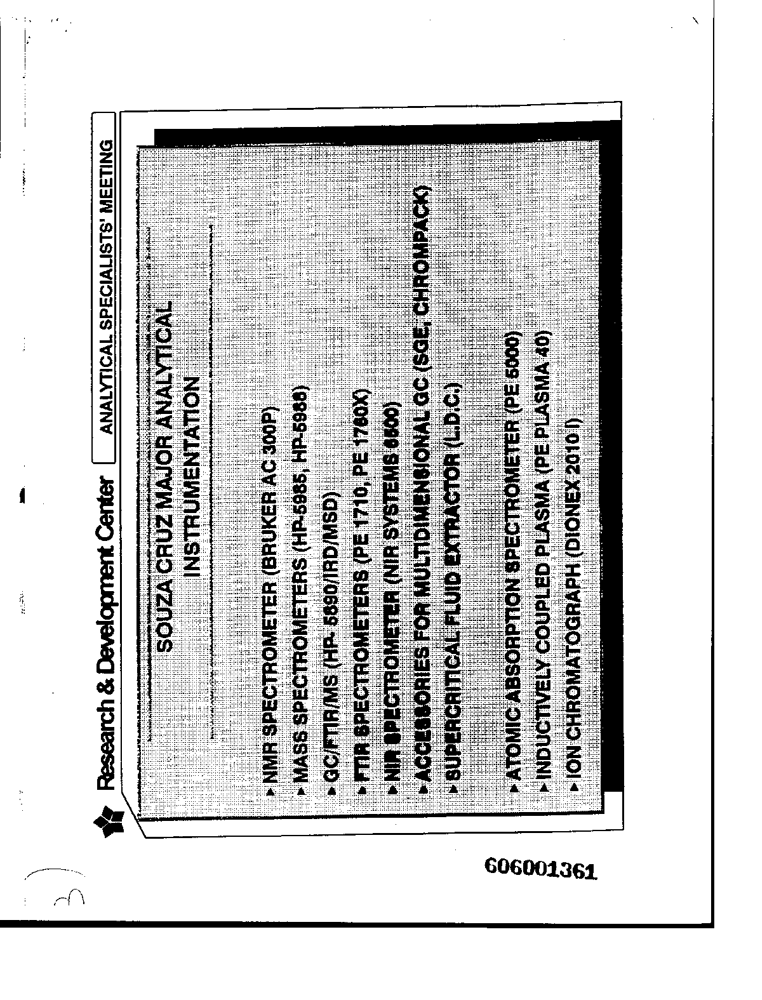 Research & Development Center
ANALYTICAL SPECIALISTS' MEETING
SOUZA CRUZ MAJOR ANALYTICAL
INSTRUMENTATION
▸ NMR SPECTROMETER (BRUKER AC 300P)
▸ MASS SPECTROMETERS (HP-5985, HP-5988)
▸ GC/FTIR/MS (HP- 5890/IRD/MSD)
▸ FTIR SPECTROMETERS (PE 1710, PE 1760X)
▸ NIR SPECTROMETER (NIR SYSTEMS 6500)
▸ ACCESSORIES FOR MULTIDIMENSIONAL GC (SGE, CHROMPACK)
▸ SUPERCRITICAL FLUID EXTRACTOR (L.D.C.)
▸ ATOMIC ABSORPTION SPECTROMETER (PE 5000)
▸ INDUCTIVELY COUPLED PLASMA (PE PLASMA 40)
▸ ION CHROMATOGRAPH (DIONEX 2010 I)
606001361
3